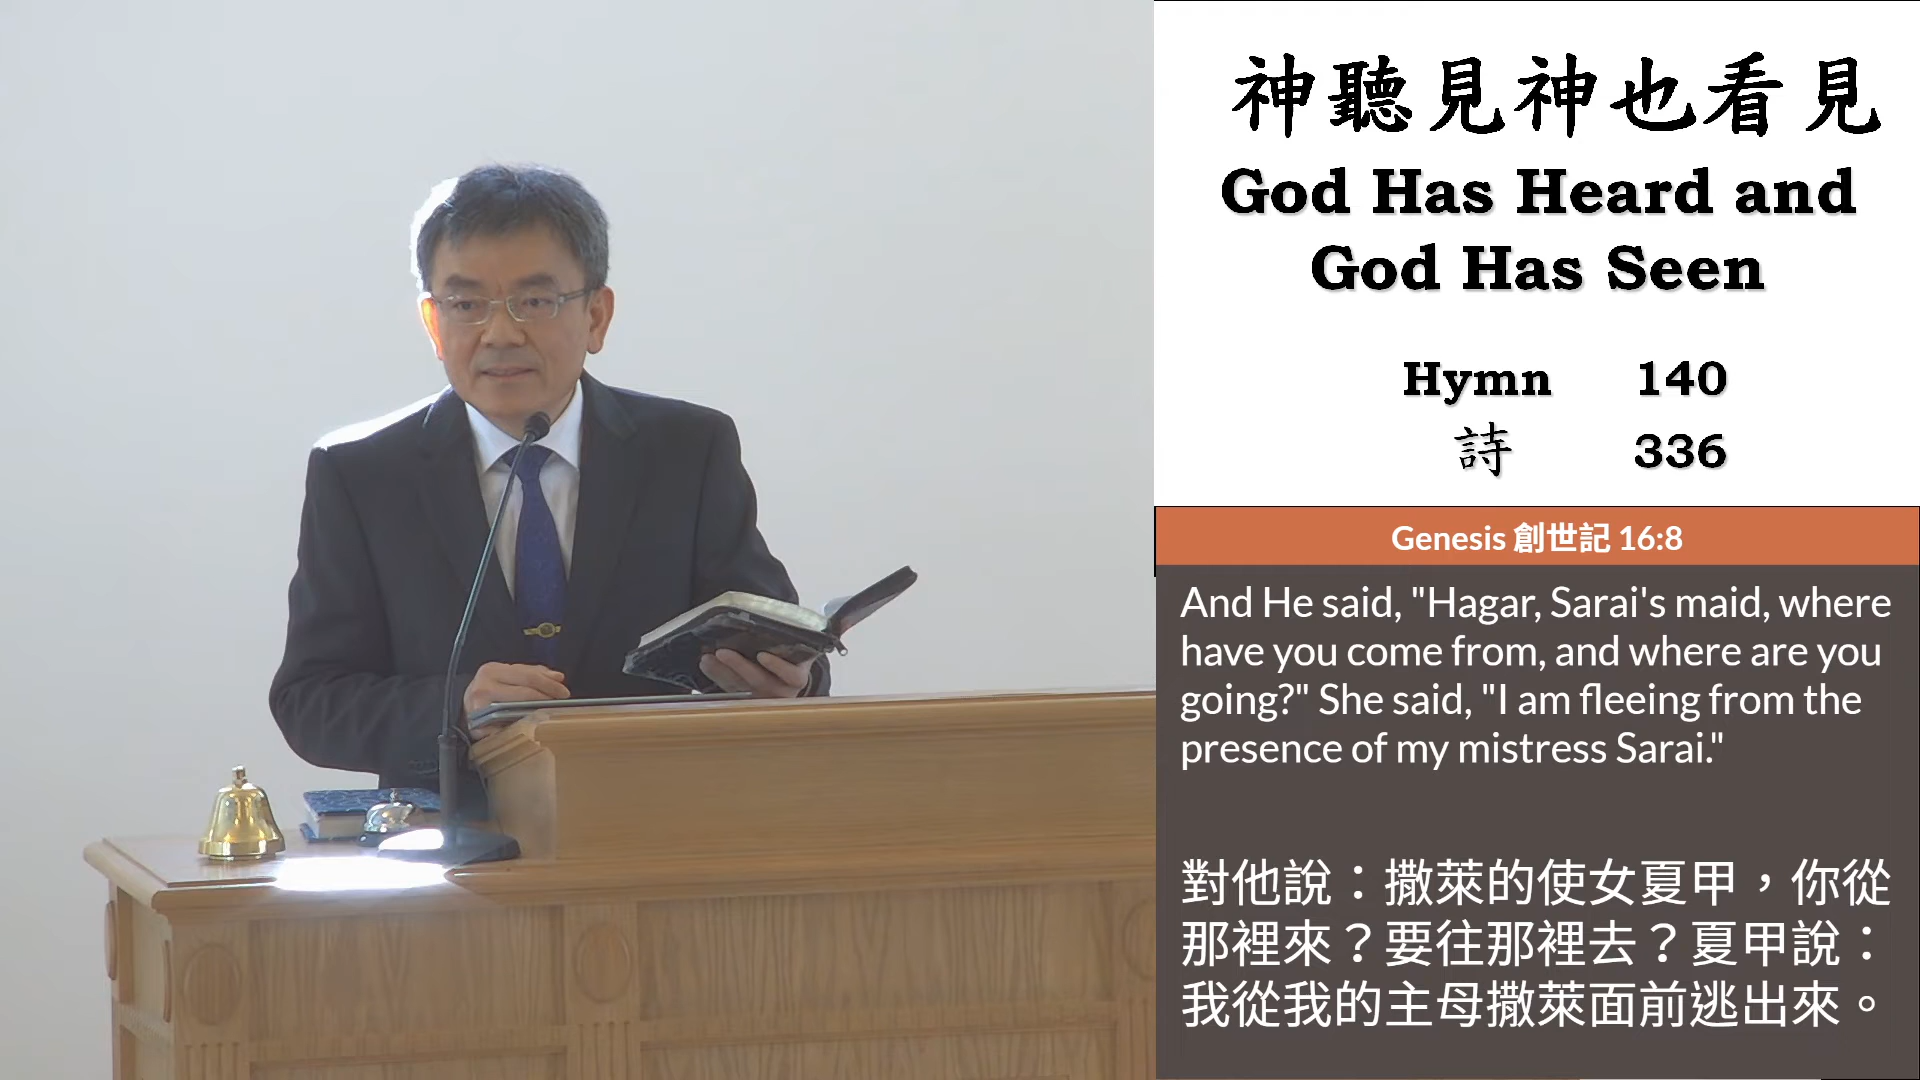 神聽見神也看見
God Has Heard and
God Has Seen
Hymn 140
詩 336
Genesis 創世記 16:8
And He said, "Hagar, Sarai's maid, where
have you come from, and where are you
going?" She said, "I am fleeing from the
presence of my mistress Sarai."
對他說：撒萊的使女夏甲，你從
那裡來？要往那裡去？夏甲說：
我從我的主母撒萊面前逃出來。